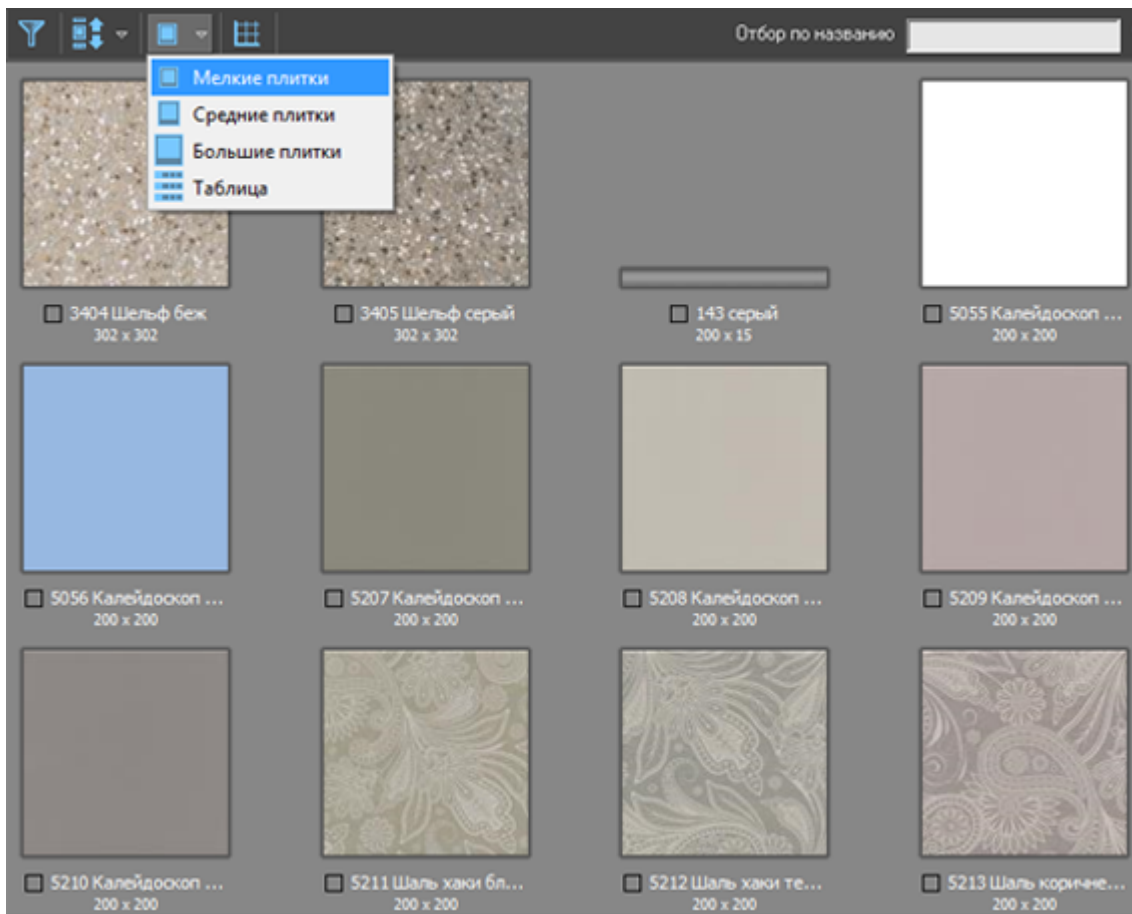 Отбор по названию
Мелкие плитки
Средние плитки
Большие плитки
Таблица
3404 Шельф беж
302 x 302
3405 Шельф серый
302 x 302
143 серый
200 x 15
5055 Калейдоскоп ...
200 x 200
5056 Калейдоскоп ...
200 x 200
5207 Калейдоскоп ...
200 x 200
5208 Калейдоскоп ...
200 x 200
5209 Калейдоскоп ...
200 x 200
5210 Калейдоскоп ...
200 x 200
5211 Шаль хаки бл...
200 x 200
5212 Шаль хаки те...
200 x 200
5213 Шаль коричне...
200 x 200